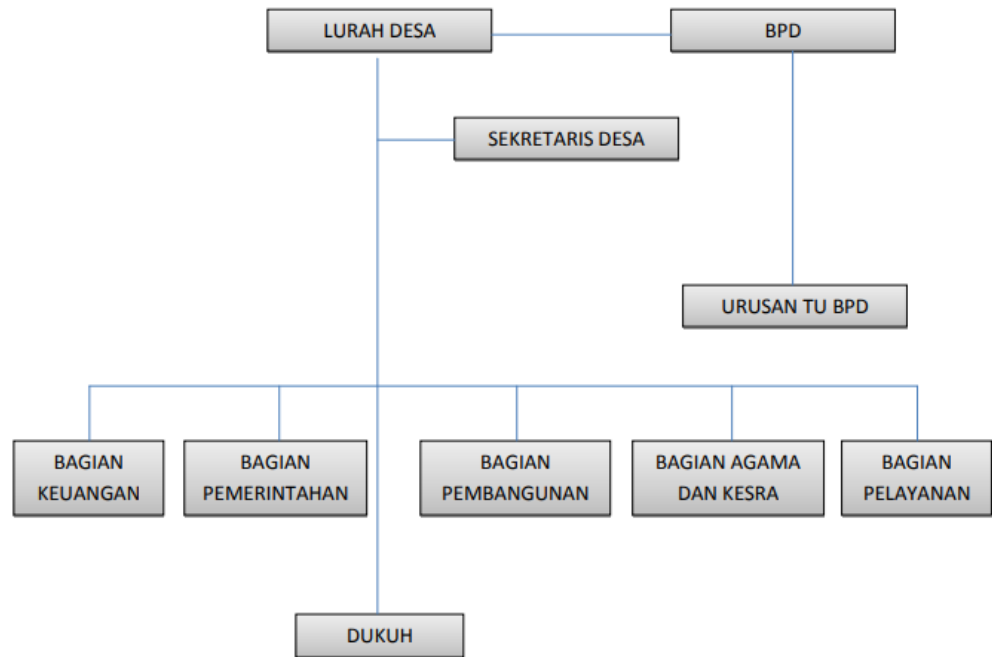 LURAH DESA
BPD
SEKRETARIS DESA
URUSAN TU BPD
BAGIAN
KEUANGAN
BAGIAN
PEMERINTAHAN
BAGIAN
PEMBANGUNAN
BAGIAN AGAMA
DAN KESRA
BAGIAN
PELAYANAN
DUKUH